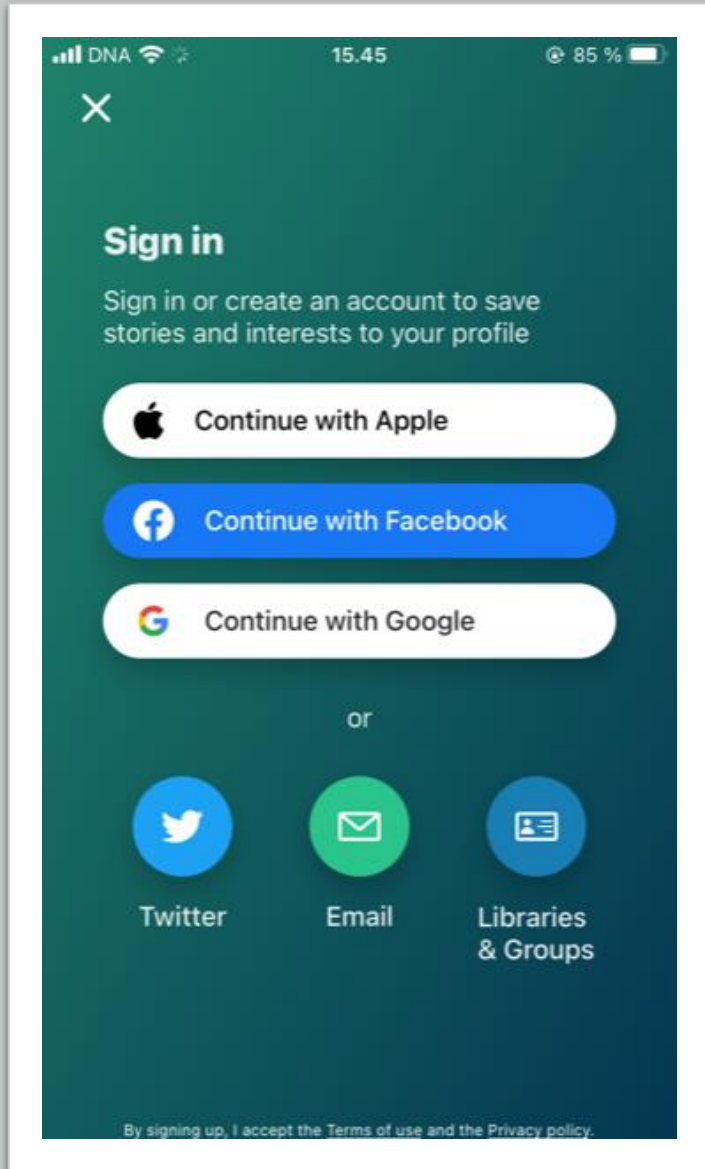 DNA 15.45 85 %
Sign in
Sign in or create an account to save
stories and interests to your profile
Continue with Apple
Continue with Facebook
Continue with Google
or
Twitter Email Libraries
& Groups
By signing up, I accept the Terms of use and the Privacy policy.